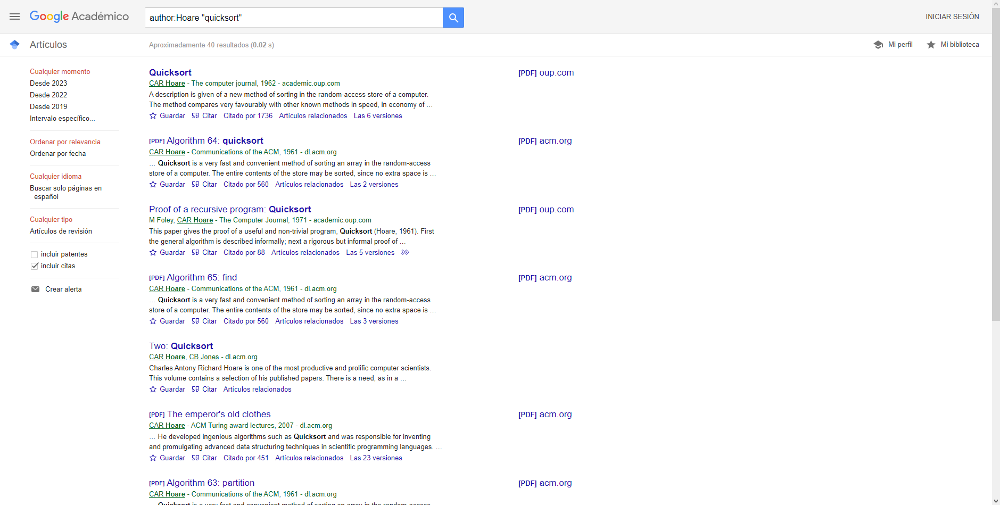 Google Académico
author:Hoare "quicksort"
INICIAR SESIÓN
Artículos
Aproximadamente 40 resultados (0.02 s)
Mi perfil
Mi biblioteca
Cualquier momento
Desde 2023
Desde 2022
Desde 2019
Intervalo específico...
Ordenar por relevancia
Ordenar por fecha
Cualquier idioma
Buscar solo páginas en
español
Cualquier tipo
Artículos de revisión
incluir patentes
incluir citas
Crear alerta
Quicksort
[PDF] oup.com
CAR Hoare - The computer journal, 1962 - academic.oup.com
A description is given of a new method of sorting in the random-access store of a computer.
The method compares very favourably with other known methods in speed, in economy of …
Guardar Citar Citado por 1736 Artículos relacionados Las 6 versiones
[PDF] Algorithm 64: quicksort
[PDF] acm.org
CAR Hoare - Communications of the ACM, 1961 - dl.acm.org
… Quicksort is a very fast and convenient method of sorting an array in the random-access
store of a computer. The entire contents of the store may be sorted, since no extra space is …
Guardar Citar Citado por 560 Artículos relacionados Las 2 versiones
Proof of a recursive program: Quicksort
[PDF] oup.com
M Foley, CAR Hoare - The Computer Journal, 1971 - academic.oup.com
This paper gives the proof of a useful and non-trivial program, Quicksort (Hoare, 1961). First
the general algorithm is described informally; next a rigorous but informal proof of …
Guardar Citar Citado por 88 Artículos relacionados Las 5 versiones
[PDF] Algorithm 65: find
[PDF] acm.org
CAR Hoare - Communications of the ACM, 1961 - dl.acm.org
… Quicksort is a very fast and convenient method of sorting an array in the random-access
store of a computer. The entire contents of the store may be sorted, since no extra space is …
Guardar Citar Citado por 560 Artículos relacionados Las 3 versiones
Two: Quicksort
CAR Hoare, CB Jones - dl.acm.org
Charles Antony Richard Hoare is one of the most productive and prolific computer scientists.
This volume contains a selection of his published papers. There is a need, as in a …
Guardar Citar Artículos relacionados
[PDF] The emperor's old clothes
[PDF] acm.org
CAR Hoare - ACM Turing award lectures, 2007 - dl.acm.org
… He developed ingenious algorithms such as Quicksort and was responsible for inventing
and promulgating advanced data structuring techniques in scientific programming languages. …
Guardar Citar Citado por 451 Artículos relacionados Las 23 versiones
[PDF] Algorithm 63: partition
[PDF] acm.org
CAR Hoare - Communications of the ACM, 1961 - dl.acm.org
… Quicksort is a very fast and convenient method of sorting an array in the random-access